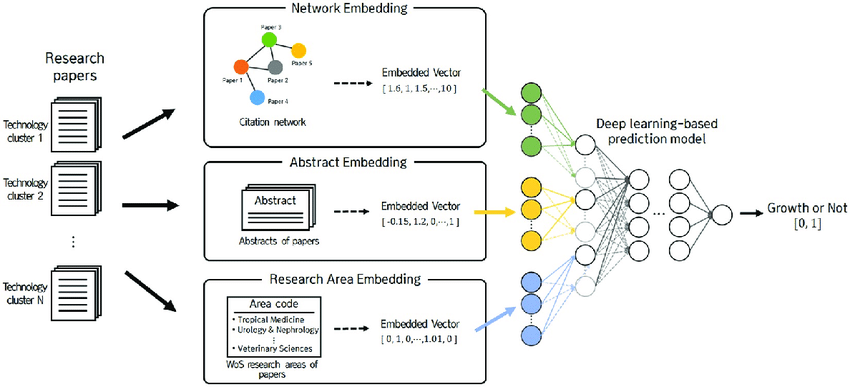 Research
papers
Technology
cluster 1
Technology
cluster 2
⋮
Technology
cluster N
Network Embedding
Paper 3
Paper 5
Paper 1
Paper 2
Paper 4
Citation network
Embedded Vector
[ 1.6, 1, 1.5,⋯,10 ]
Abstract Embedding
Abstract
Abstracts of papers
Embedded Vector
[ -0.15, 1.2, 0,⋯,1 ]
Research Area Embedding
Area code
• Tropical Medicine
• Urology & Nephrology
⋮
• Veterinary Sciences
WoS research areas of
papers
Embedded Vector
[ 0, 1, 0,⋯,1.01, 0 ]
Deep learning-based
prediction model
Growth or Not
[0, 1]